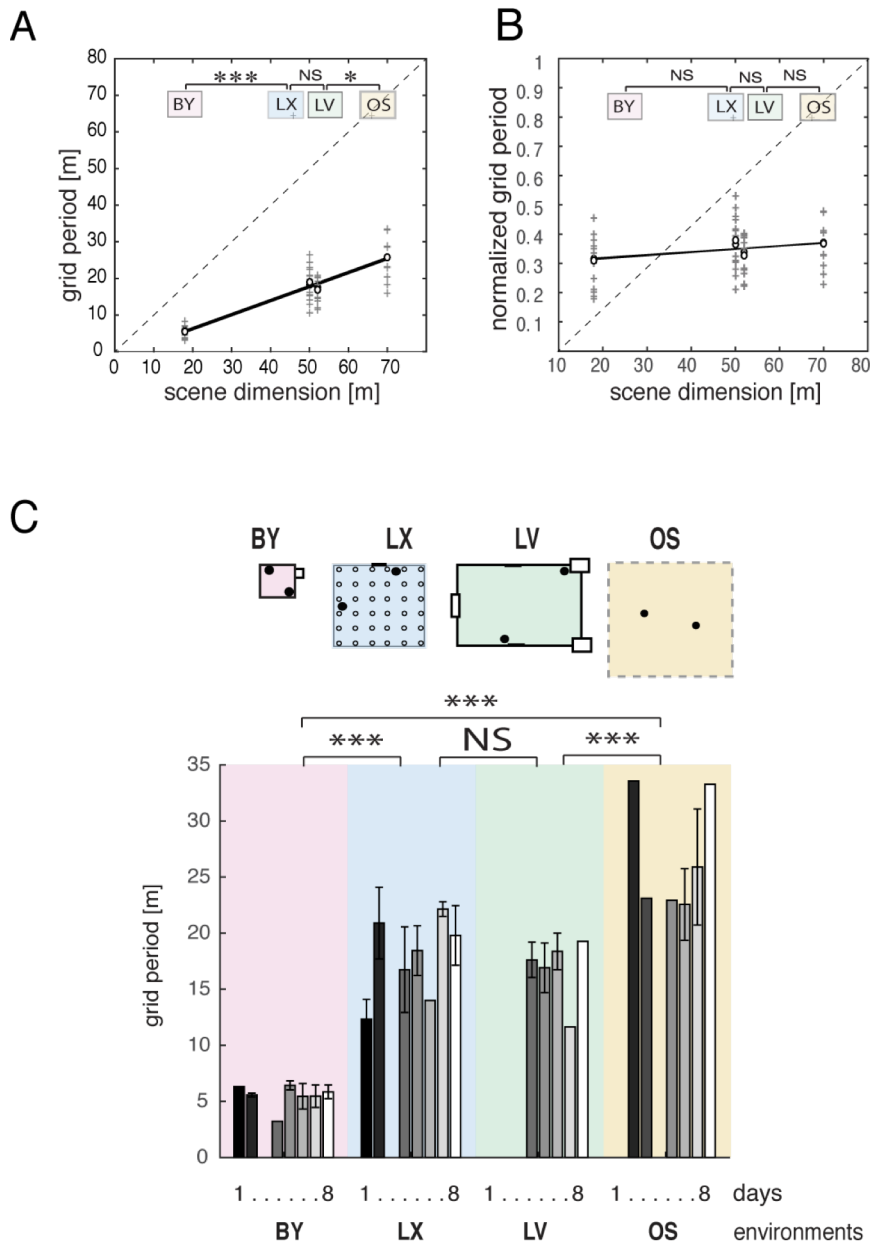 A
80
70
60
50
40
30
20
10
0
grid period [m]
*** NS *
BY LX LV OS
0 10 20 30 40 50 60 70
scene dimension [m]
B
1
0.9
0.8
0.7
0.6
0.5
0.4
0.3
0.2
0.1
normalized grid period
NS NS NS
BY LX LV OS
10 20 30 40 50 60 70 80
scene dimension [m]
C
BY LX LV OS
***
*** NS ***
35
30
25
20
15
10
5
0
grid period [m]
1 . . . . . . 8 1 . . . . . . 8 1 . . . . . . 8 1 . . . . . . 8 days
BY LX LV OS environments